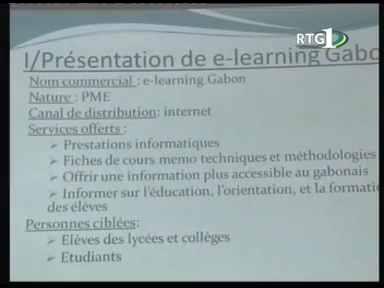 RTG1
I/Présentation de e-learning Gabo
Nom commercial : e-learning Gabon
Nature : PME
Canal de distribution: internet
Services offerts :
➢ Prestations informatiques
➢ Fiches de cours memo techniques et méthodologies
➢ Offrir une information plus accessible au gabonais
➢ Informer sur l'éducation, l'orientation, et la formatio
des élèves
Personnes ciblées:
➢ Elèves des lycées et collèges
➢ Etudiants